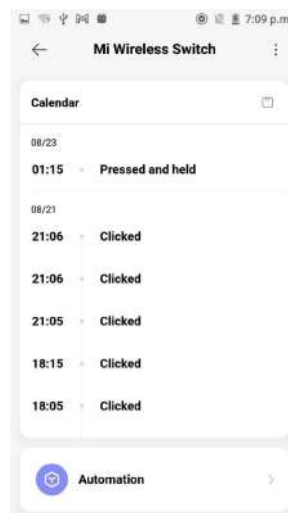 7:09 p.m
Mi Wireless Switch
Calendar
08/23
01:15 Pressed and held
08/21
21:06 Clicked
21:06 Clicked
21:05 Clicked
18:15 Clicked
18:05 Clicked
Automation